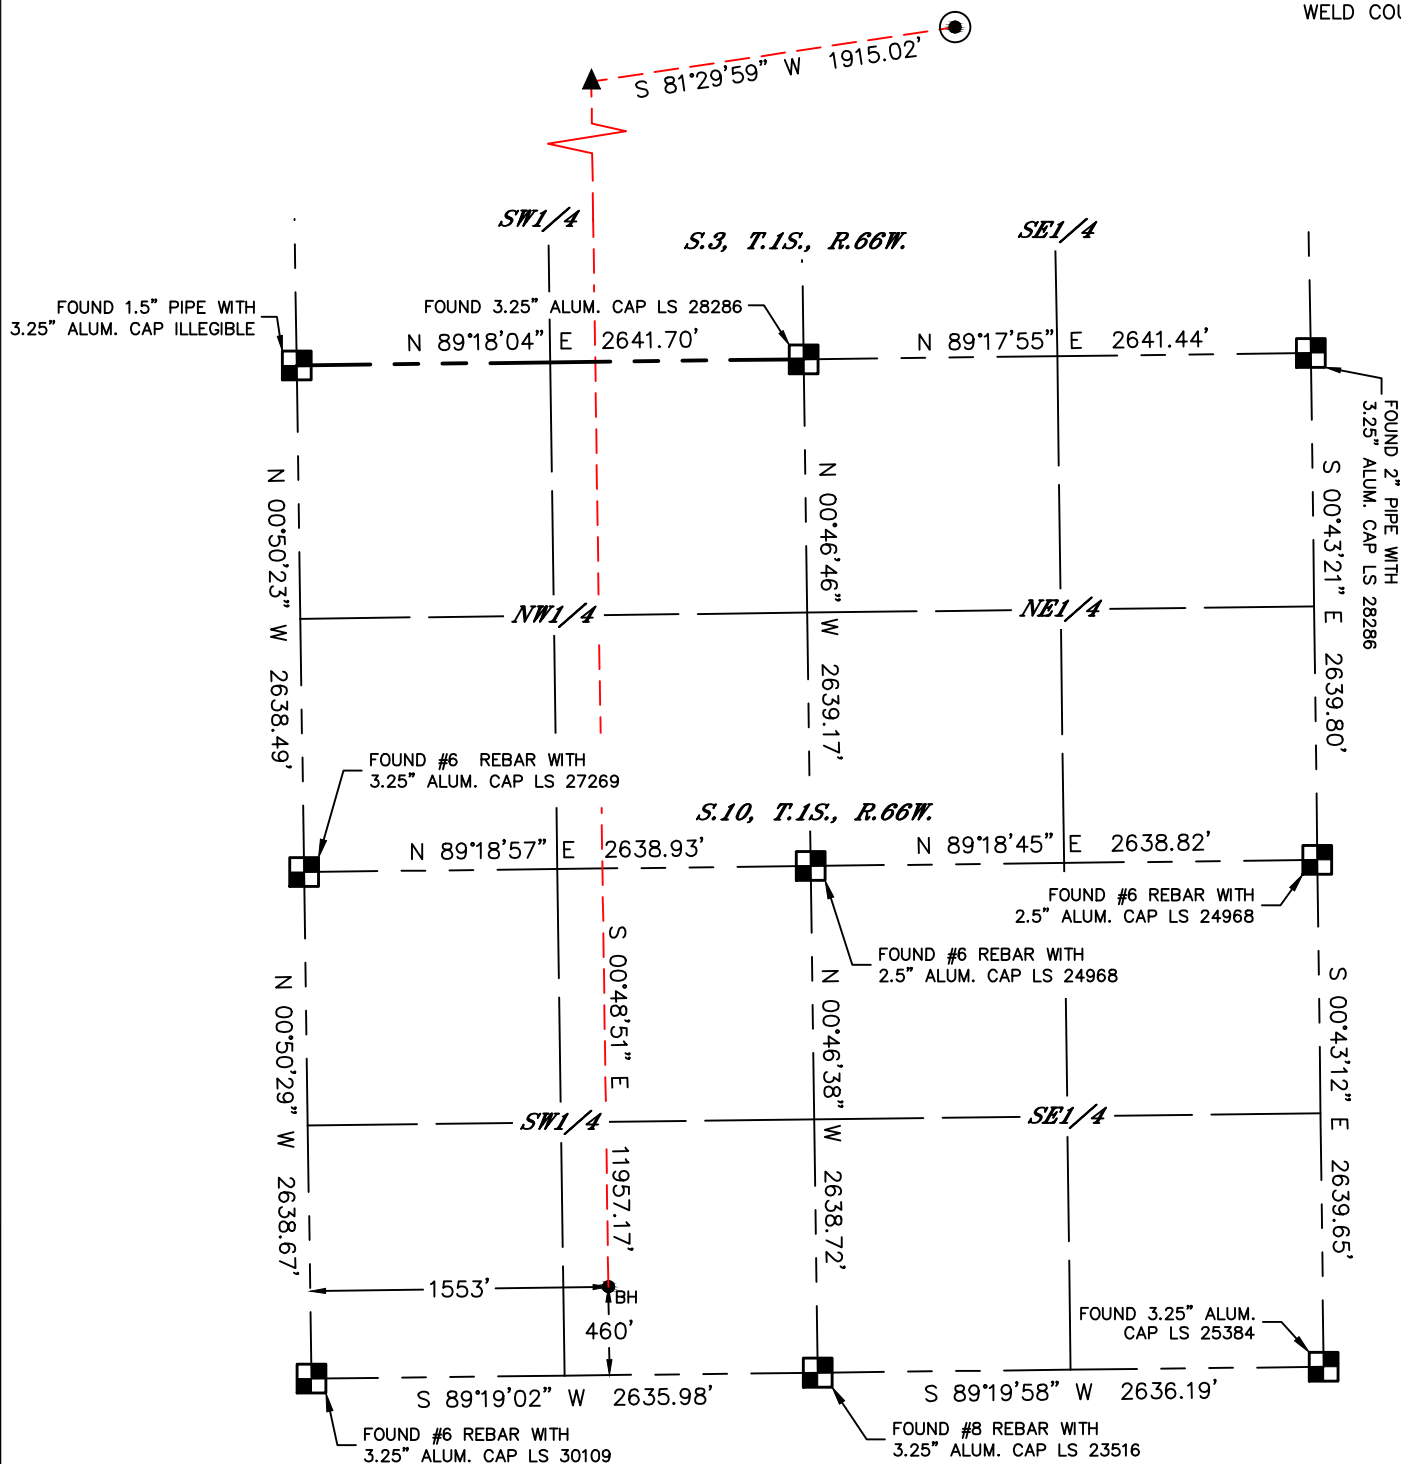 WELD COU
S 81°29'59" W 1915.02'
SW1/4
S.3, T.1S., R.66W.
SE1/4
FOUND 1.5" PIPE WITH
3.25" ALUM. CAP ILLEGIBLE
FOUND 3.25" ALUM. CAP LS 28286
N 89°18'04" E 2641.70'
N 89°17'55" E 2641.44'
FOUND 2" PIPE WITH
3.25" ALUM. CAP LS 28286
N 00°50'23" W 2638.49'
N 00°46'46" W 2639.17'
S 00°43'21" E 2639.80'
NW1/4
NE1/4
FOUND #6 REBAR WITH
3.25" ALUM. CAP LS 27269
S.10, T.1S., R.66W.
N 89°18'57" E 2638.93'
N 89°18'45" E 2638.82'
FOUND #6 REBAR WITH
2.5" ALUM. CAP LS 24968
FOUND #6 REBAR WITH
2.5" ALUM. CAP LS 24968
N 00°50'29" W 2638.67'
S 00°48'51" E 11957.17'
N 00°46'38" W 2638.72'
S 00°43'12" E 2639.65'
SW1/4
SE1/4
1553'
BH
460'
FOUND 3.25" ALUM.
CAP LS 25384
S 89°19'02" W 2635.98'
S 89°19'58" W 2636.19'
FOUND #6 REBAR WITH
3.25" ALUM. CAP LS 30109
FOUND #8 REBAR WITH
3.25" ALUM. CAP LS 23516